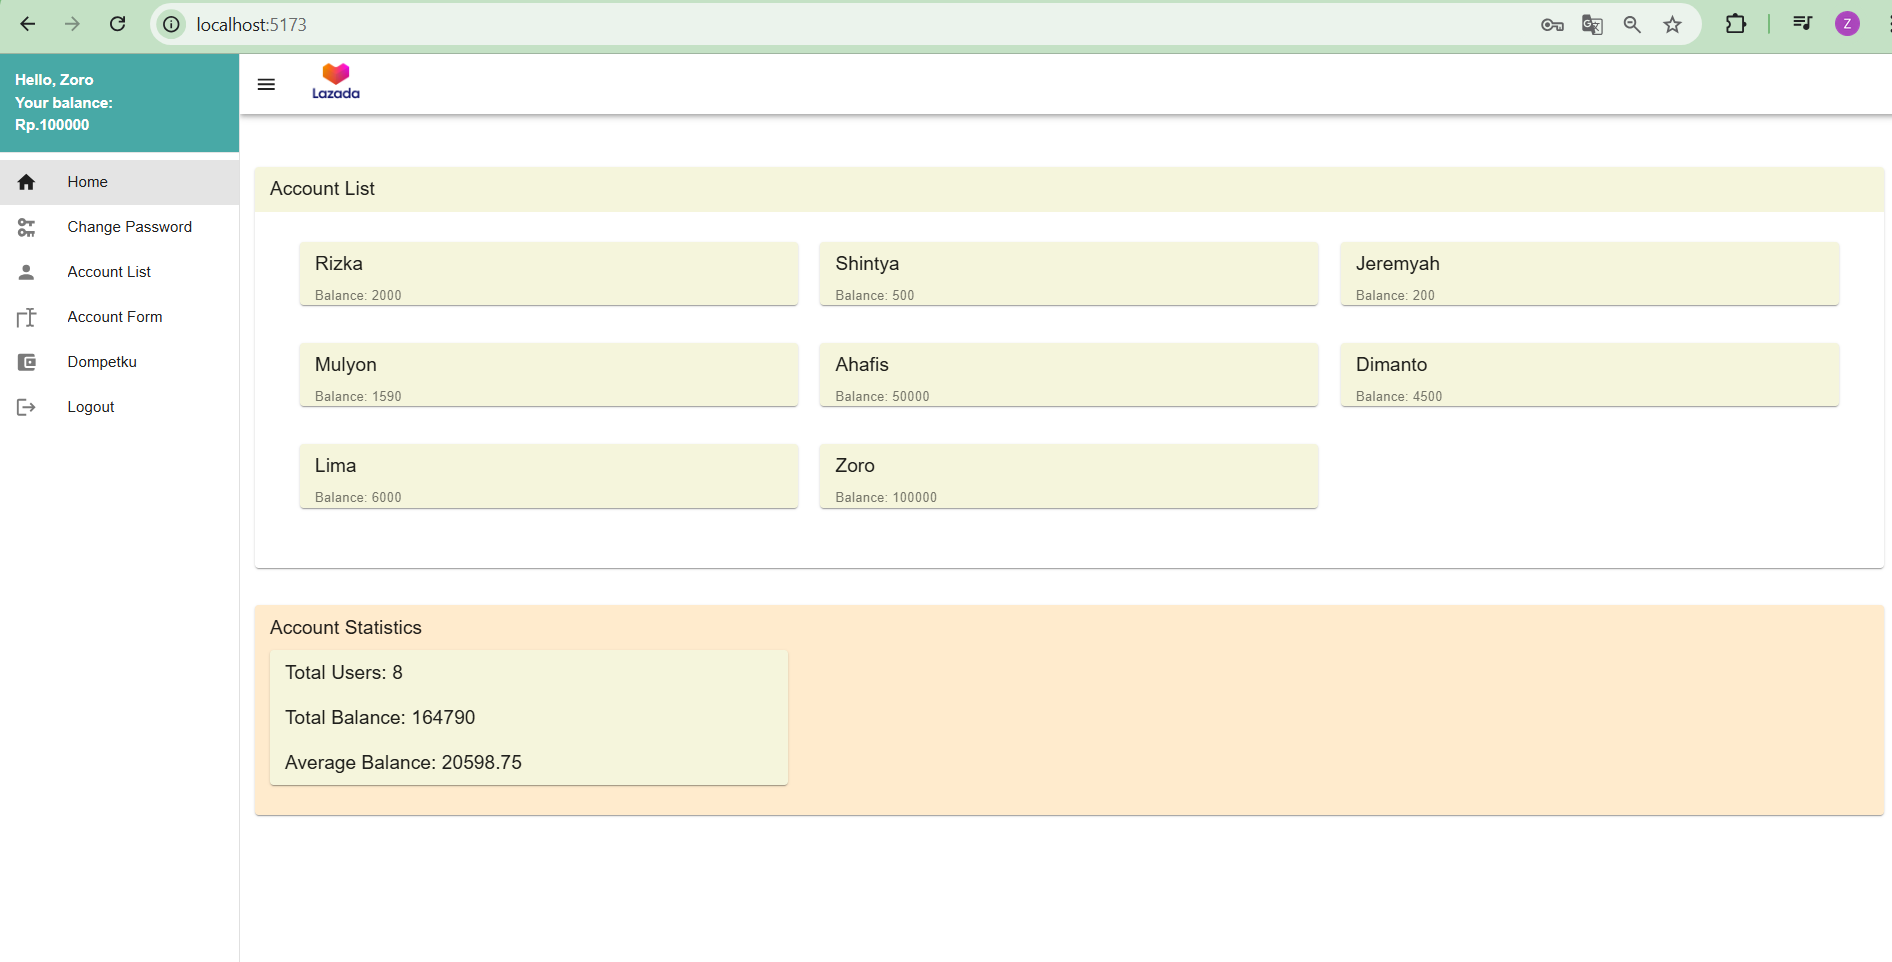 localhost:5173
Z
Hello, Zoro
Your balance:
Rp.100000
Lazada
Home
Change Password
Account List
Account Form
Dompetku
Logout
Account List
Rizka
Balance: 2000
Shintya
Balance: 500
Jeremyah
Balance: 200
Mulyon
Balance: 1590
Ahafis
Balance: 50000
Dimanto
Balance: 4500
Lima
Balance: 6000
Zoro
Balance: 100000
Account Statistics
Total Users: 8
Total Balance: 164790
Average Balance: 20598.75